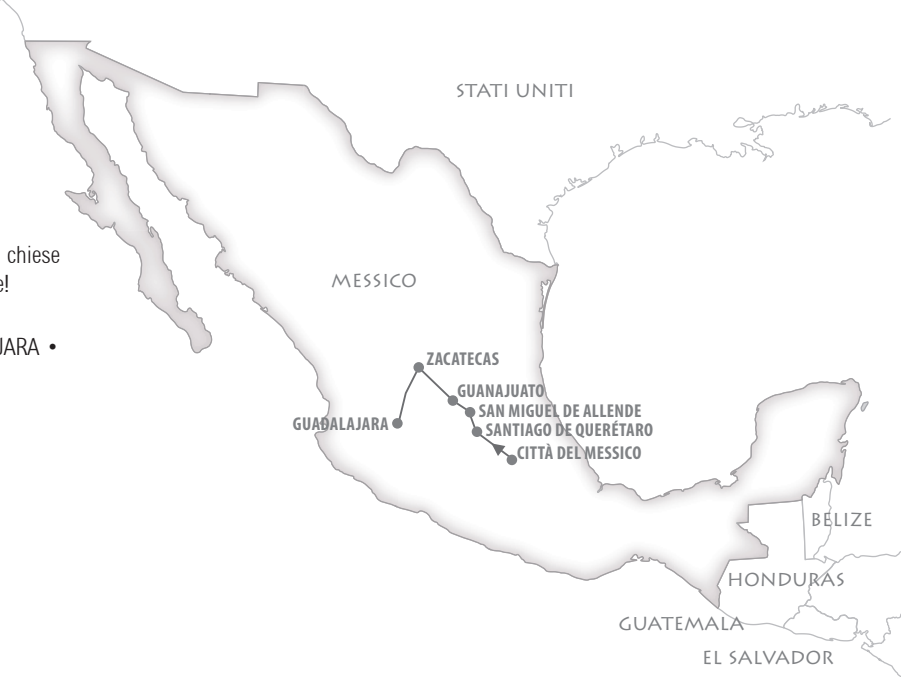 STATI UNITI
chiese
e!
MESSICO
JARA •
ZACATECAS
GUANAJUATO
SAN MIGUEL DE ALLENDE
GUADALAJARA
SANTIAGO DE QUERÉTARO
CITTÀ DEL MESSICO
BELIZE
HONDURAS
GUATEMALA
EL SALVADOR